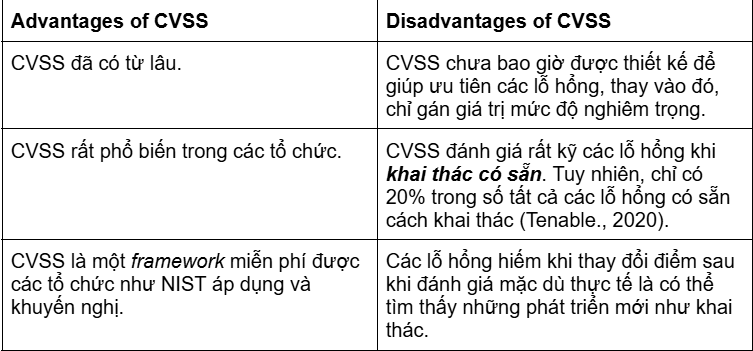 Advantages of CVSS
Disadvantages of CVSS
CVSS đã có từ lâu.
CVSS chưa bao giờ được thiết kế để
giúp ưu tiên các lỗ hổng, thay vào đó,
chỉ gán giá trị mức độ nghiêm trọng.
CVSS rất phổ biến trong các tổ chức.
CVSS đánh giá rất kỹ các lỗ hổng khi
khai thác có sẵn. Tuy nhiên, chỉ có
20% trong số tất cả các lỗ hổng có sẵn
cách khai thác (Tenable., 2020).
CVSS là một framework miễn phí được
các tổ chức như NIST áp dụng và
khuyến nghị.
Các lỗ hổng hiếm khi thay đổi điểm sau
khi đánh giá mặc dù thực tế là có thể
tìm thấy những phát triển mới như khai
thác.